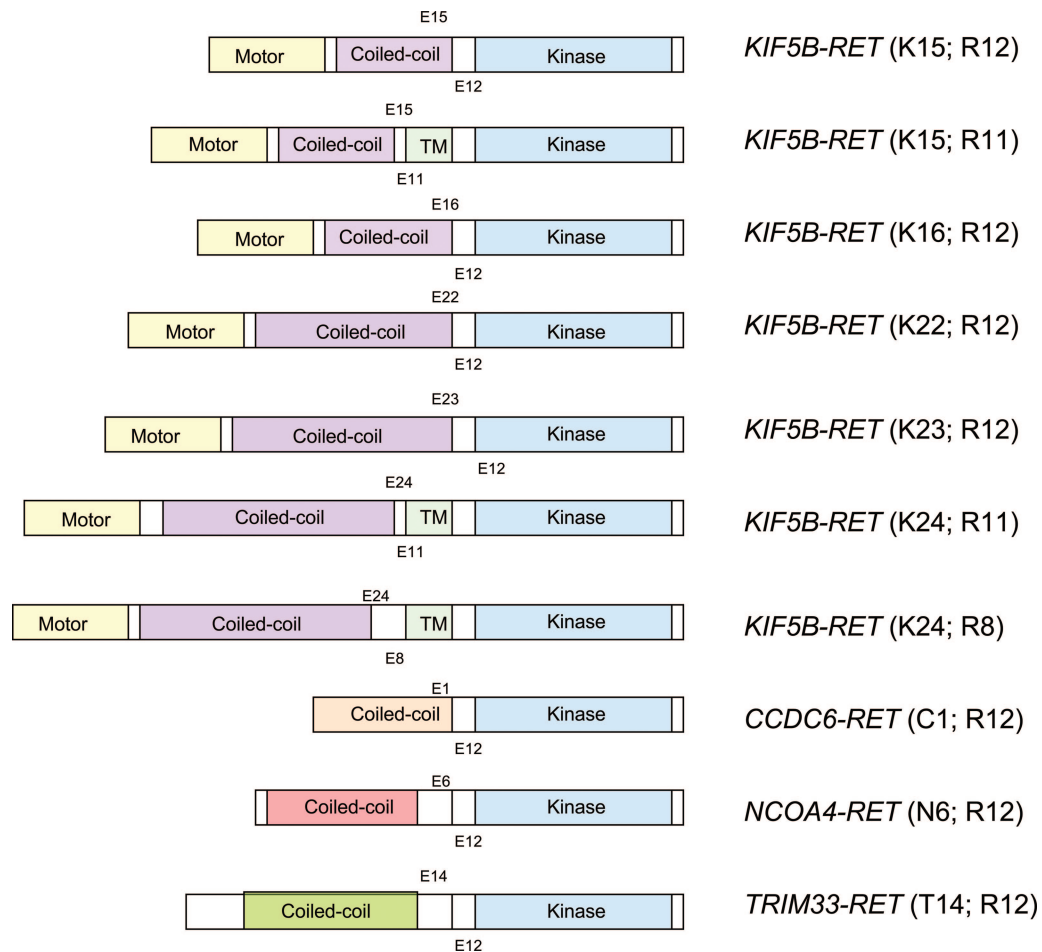 E15
Motor Coiled-coil Kinase KIF5B-RET (K15; R12)
E12
E15
Motor Coiled-coil TM Kinase KIF5B-RET (K15; R11)
E11
E16
Motor Coiled-coil Kinase KIF5B-RET (K16; R12)
E12
E22
Motor Coiled-coil Kinase KIF5B-RET (K22; R12)
E12
E23
Motor Coiled-coil Kinase KIF5B-RET (K23; R12)
E12
E24
Motor Coiled-coil TM Kinase KIF5B-RET (K24; R11)
E11
E24
Motor Coiled-coil TM Kinase KIF5B-RET (K24; R8)
E8
E1
Coiled-coil Kinase CCDC6-RET (C1; R12)
E12
E6
Coiled-coil Kinase NCOA4-RET (N6; R12)
E12
E14
Coiled-coil Kinase TRIM33-RET (T14; R12)
E12